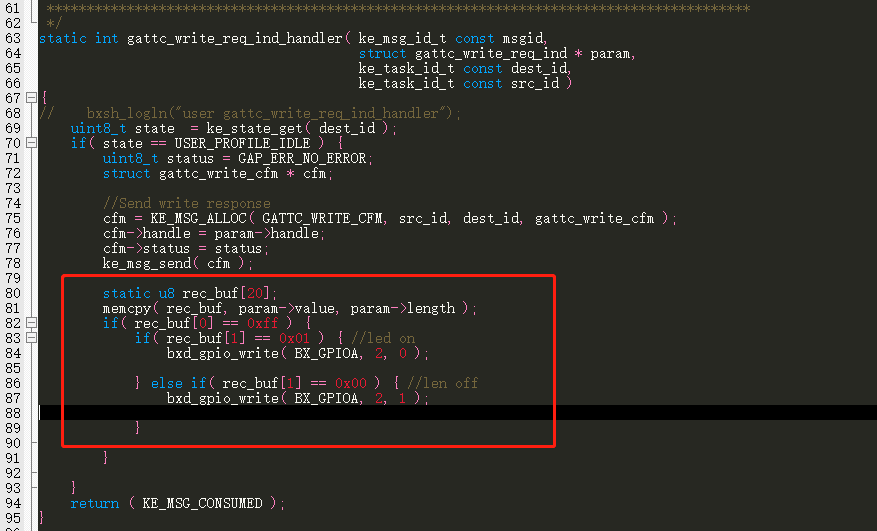 61 ****************************************************************************************
62 */
63 static int gattc_write_req_ind_handler( ke_msg_id_t const msgid,
64 struct gattc_write_req_ind * param,
65 ke_task_id_t const dest_id,
66 ke_task_id_t const src_id )
67 {
68 // bxsh_logln("user gattc_write_req_ind_handler");
69 uint8_t state = ke_state_get( dest_id );
70 if( state == USER_PROFILE_IDLE ) {
71 uint8_t status = GAP_ERR_NO_ERROR;
72 struct gattc_write_cfm * cfm;
73
74 //Send write response
75 cfm = KE_MSG_ALLOC( GATTC_WRITE_CFM, src_id, dest_id, gattc_write_cfm );
76 cfm->handle = param->handle;
77 cfm->status = status;
78 ke_msg_send( cfm );
79
80 static u8 rec_buf[20];
81 memcpy( rec_buf, param->value, param->length );
82 if( rec_buf[0] == 0xff ) {
83 if( rec_buf[1] == 0x01 ) { //led on
84 bxd_gpio_write( BX_GPIOA, 2, 0 );
85
86 } else if( rec_buf[1] == 0x00 ) { //len off
87 bxd_gpio_write( BX_GPIOA, 2, 1 );
88
89 }
90
91 }
92
93 }
94 return ( KE_MSG_CONSUMED );
95 }